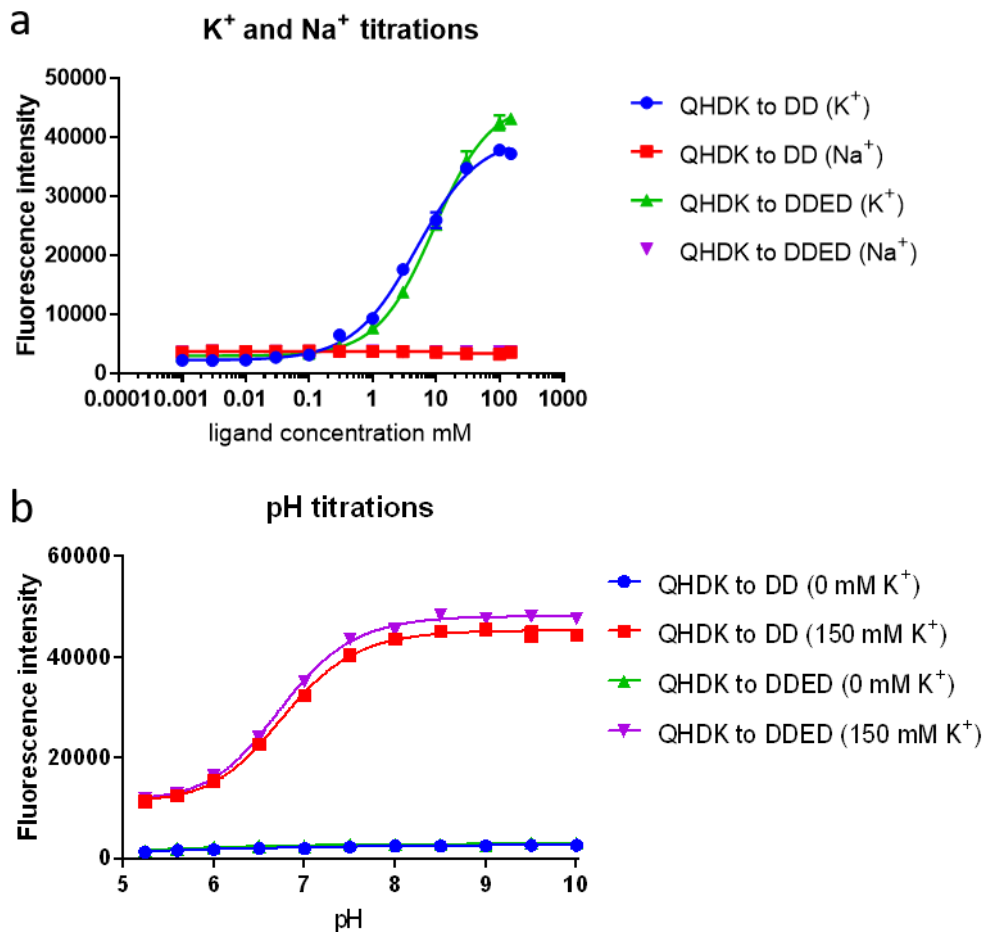 a
K⁺ and Na⁺ titrations
50000
40000
30000
20000
10000
0
0.0001
0.001
0.01
0.1
1
10
100
1000
Fluorescence intensity
ligand concentration mM
QHDK to DD (K⁺)
QHDK to DD (Na⁺)
QHDK to DDED (K⁺)
QHDK to DDED (Na⁺)
b
pH titrations
60000
40000
20000
0
5
6
7
8
9
10
Fluorescence intensity
pH
QHDK to DD (0 mM K⁺)
QHDK to DD (150 mM K⁺)
QHDK to DDED (0 mM K⁺)
QHDK to DDED (150 mM K⁺)